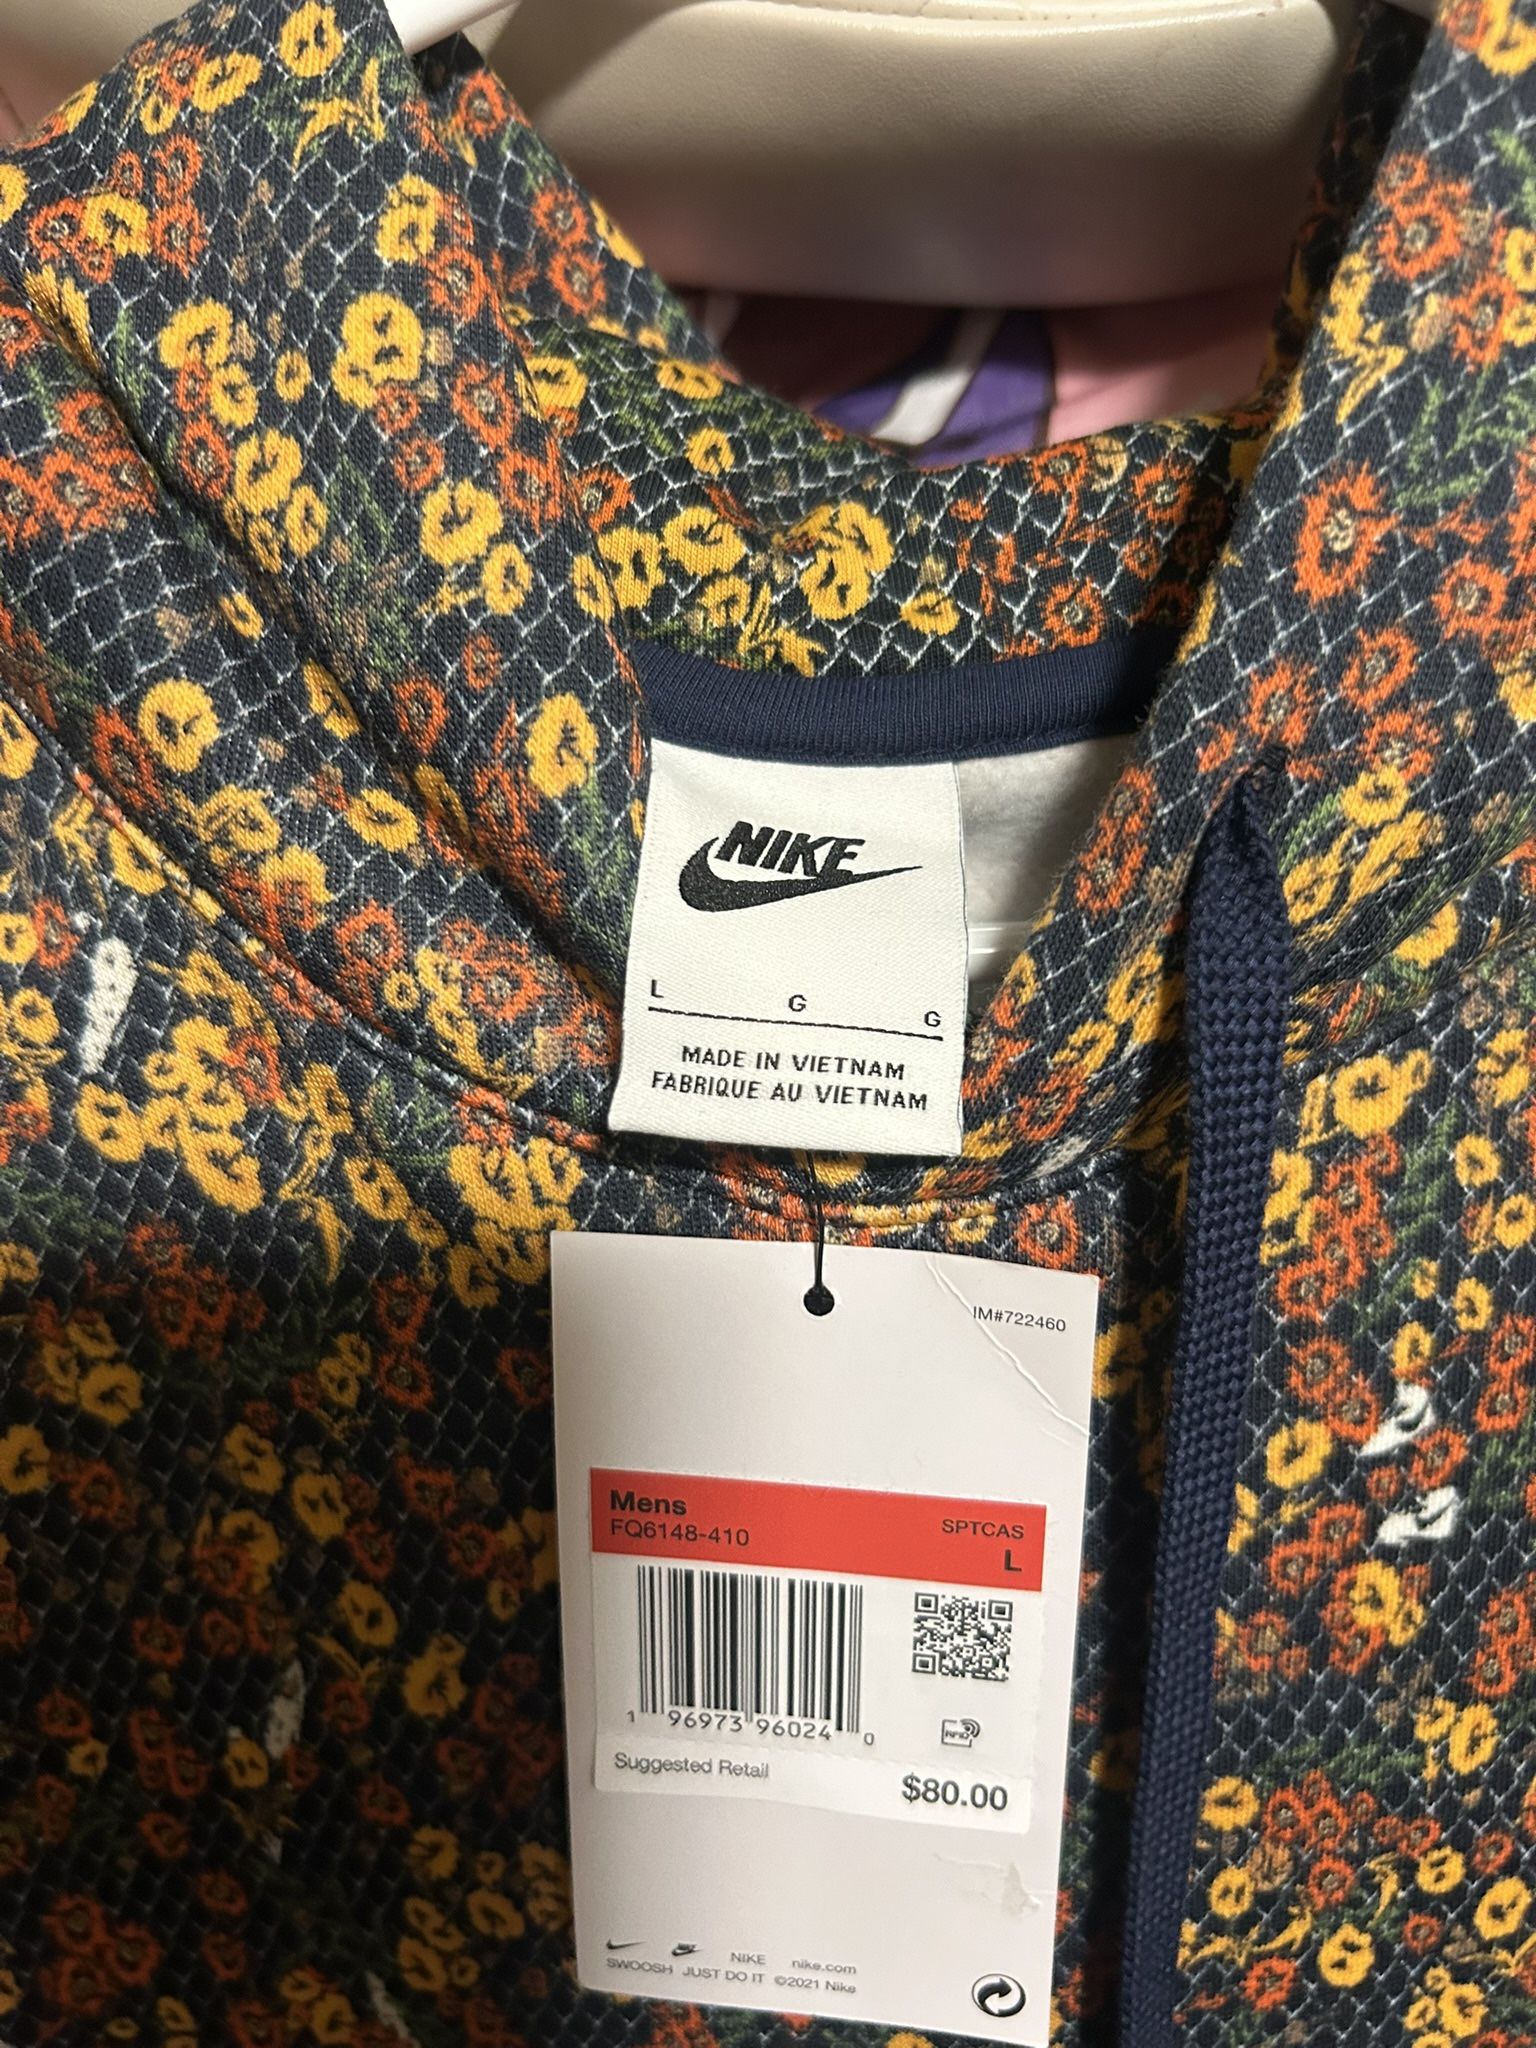 NIKE
L G G
MADE IN VIETNAM
FABRIQUE AU VIETNAM
IM#722460
Mens
FQ6148-410 SPTCAS
L
1 96973 96024 0
RFID
Suggested Retail
$80.00
NIKE nike.com
SWOOSH JUST DO IT ©2021 Nike